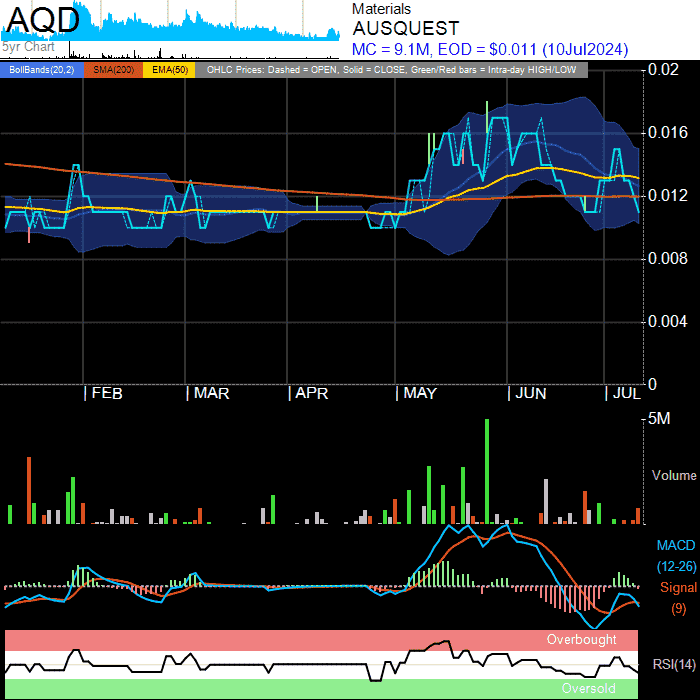 AQD
5yr Chart
Materials
AUSQUEST
MC = 9.1M, EOD = $0.011 (10Jul2024)
BollBands(20,2) SMA(200) EMA(50) OHLC Prices: Dashed = OPEN, Solid = CLOSE, Green/Red bars = Intra-day HIGH/LOW
0.02
0.016
0.012
0.008
0.004
0
FEB MAR APR MAY JUN JUL
5M
Volume
MACD
(12-26)
Signal
(9)
Overbought
RSI(14)
Oversold